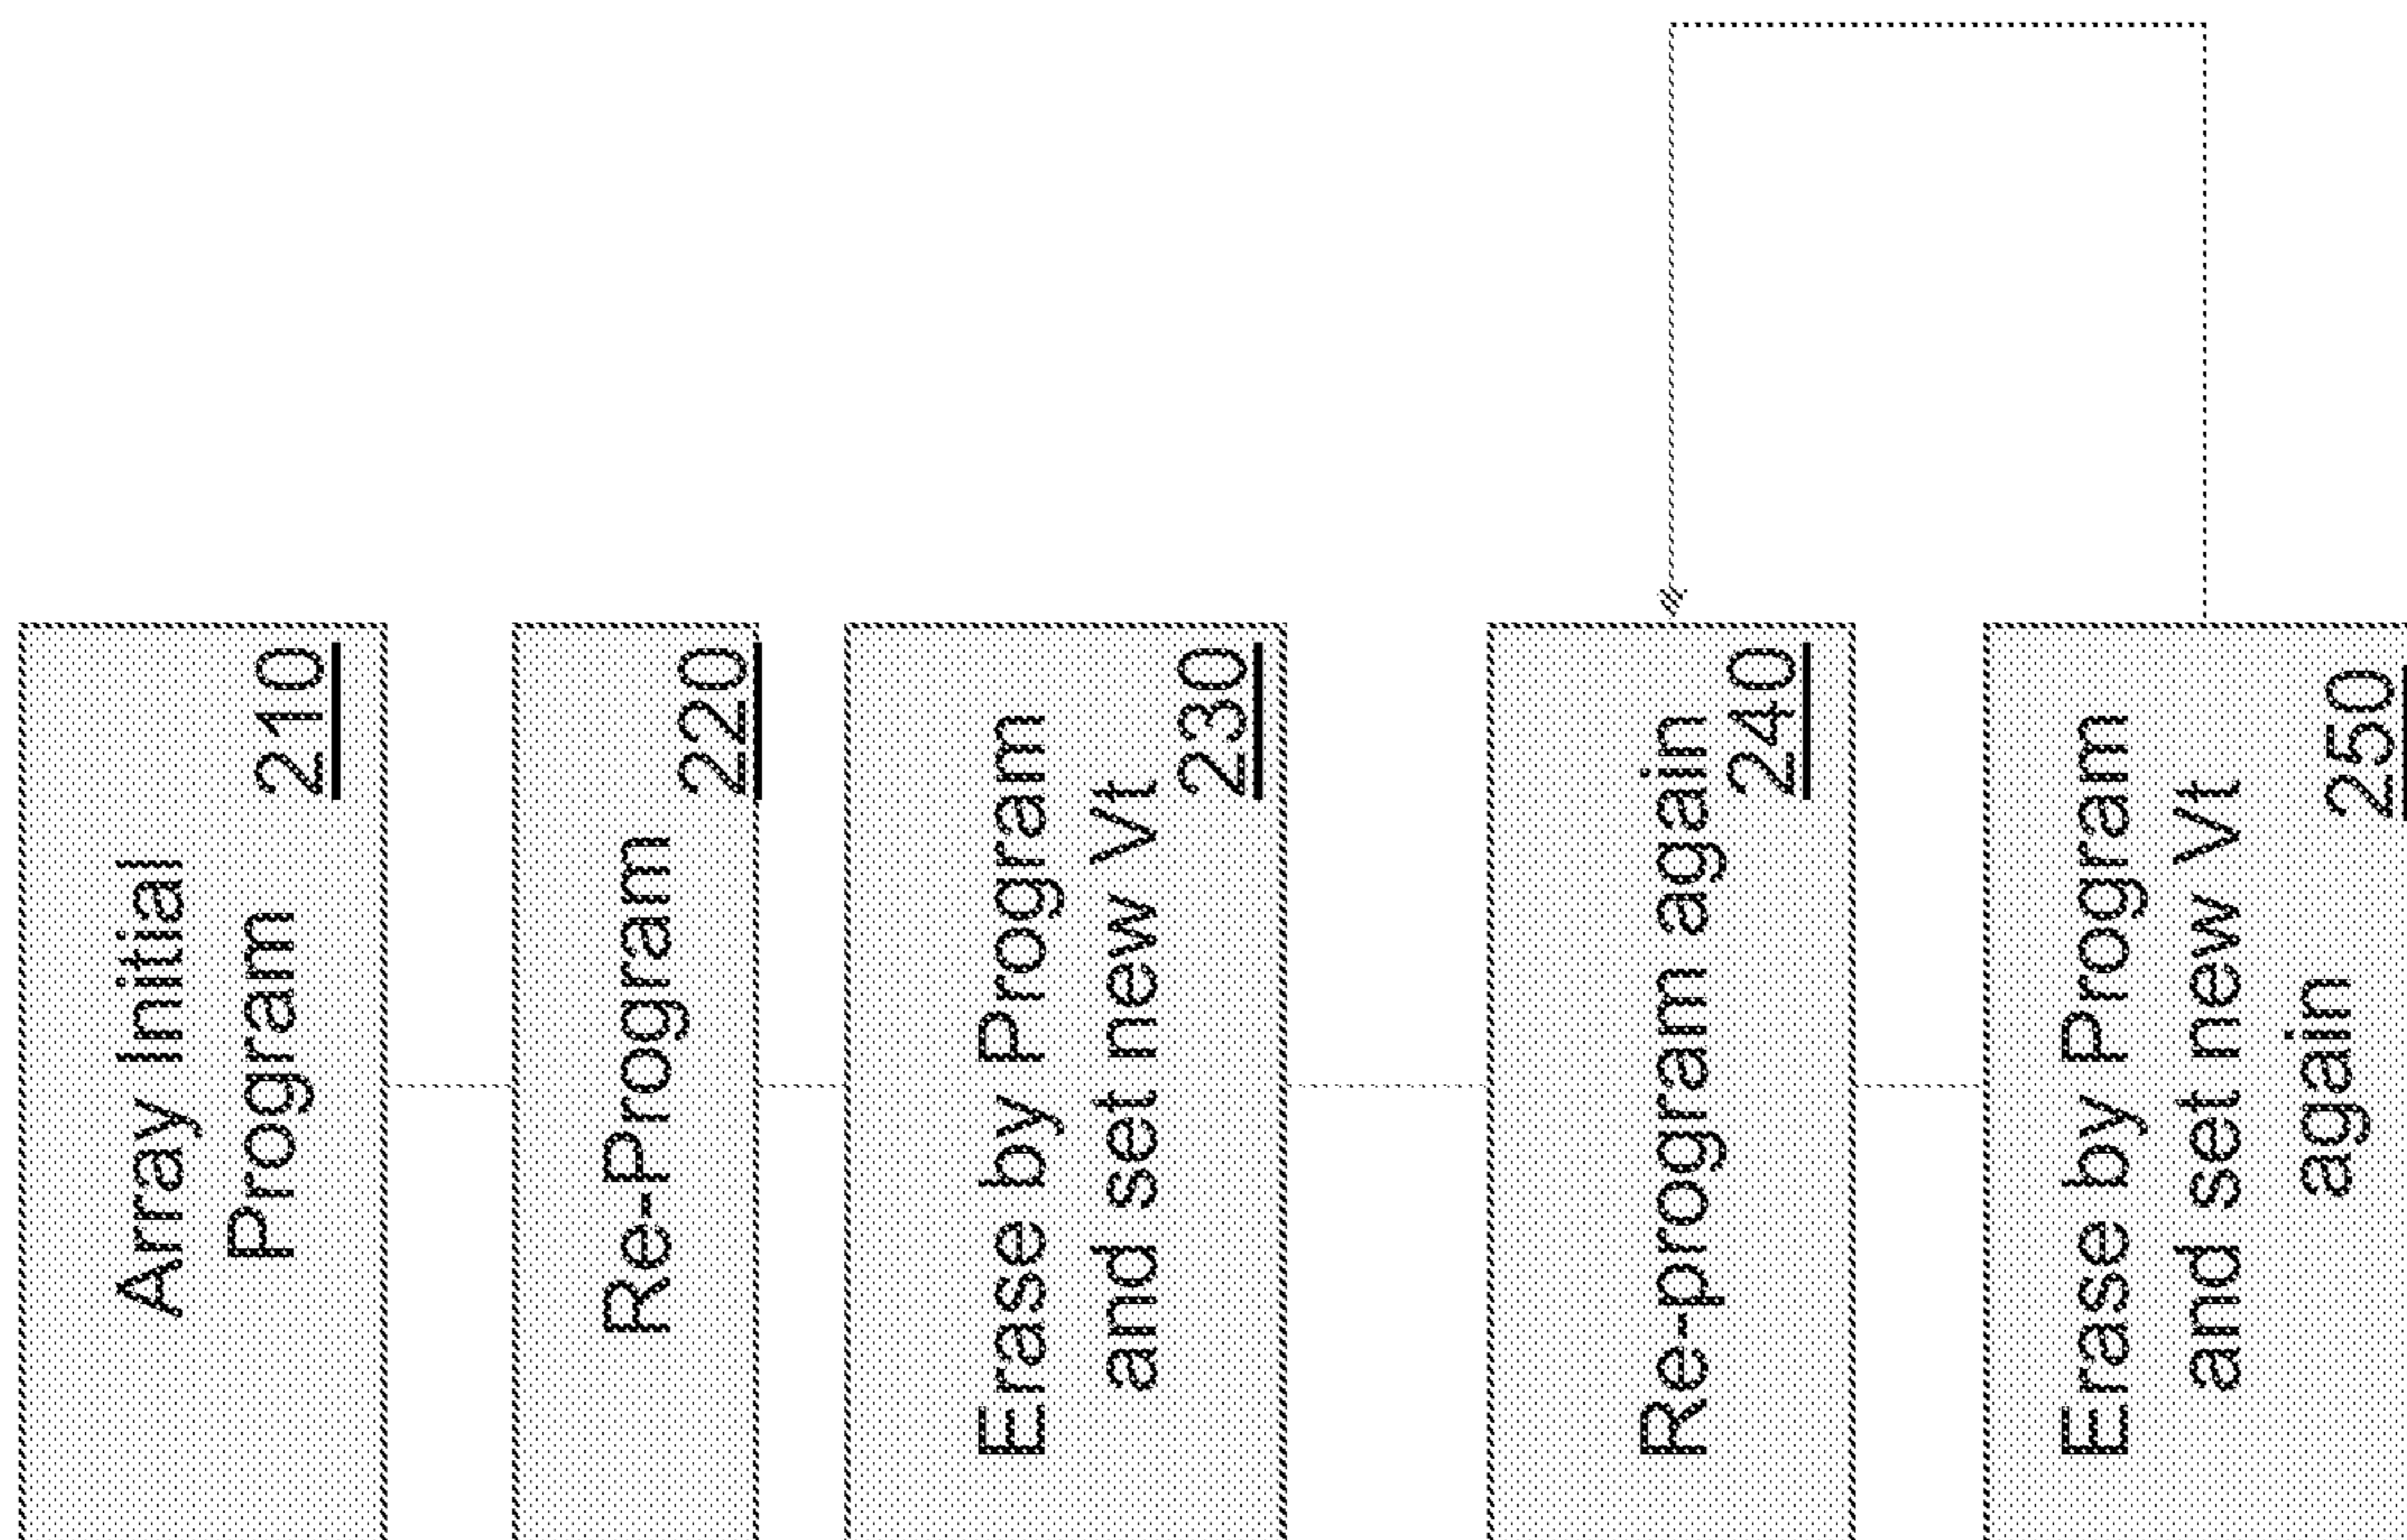 Array Initial
Program 210
Re-Program
220
Erase by Program
and set new Vt
230
Re-program again
240
Erase by Program
and set new Vt
again
250